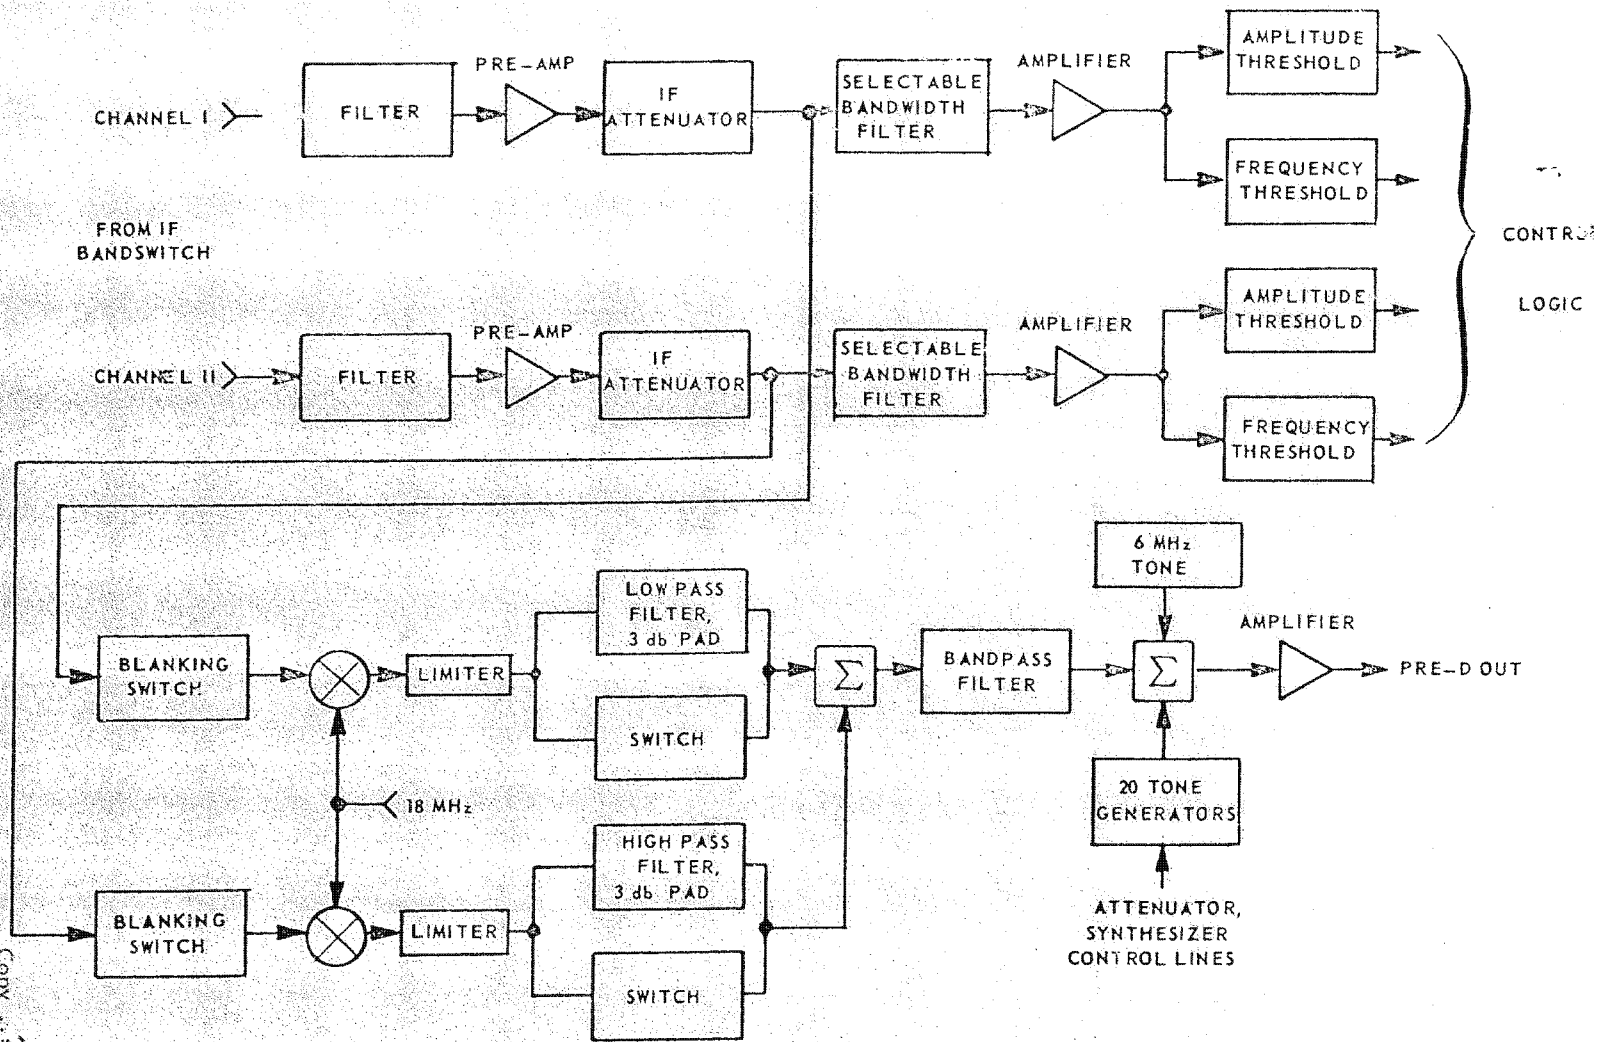 CHANNEL I
FILTER
PRE-AMP
IF
ATTENUATOR
SELECTABLE
BANDWIDTH
FILTER
AMPLIFIER
AMPLITUDE
THRESHOLD
FREQUENCY
THRESHOLD
FROM IF
BANDSWITCH
CHANNEL II
FILTER
PRE-AMP
IF
ATTENUATOR
SELECTABLE
BANDWIDTH
FILTER
AMPLIFIER
AMPLITUDE
THRESHOLD
FREQUENCY
THRESHOLD
LOGIC
BLANKING
SWITCH
LIMITER
LOW PASS
FILTER,
3 db PAD
SWITCH
Σ
BANDPASS
FILTER
6 MHz
TONE
Σ
AMPLIFIER
PRE-D OUT
18 MHz
20 TONE
GENERATORS
ATTENUATOR,
SYNTHESIZER
CONTROL LINES
BLANKING
SWITCH
LIMITER
HIGH PASS
FILTER,
3 db PAD
SWITCH
COPY